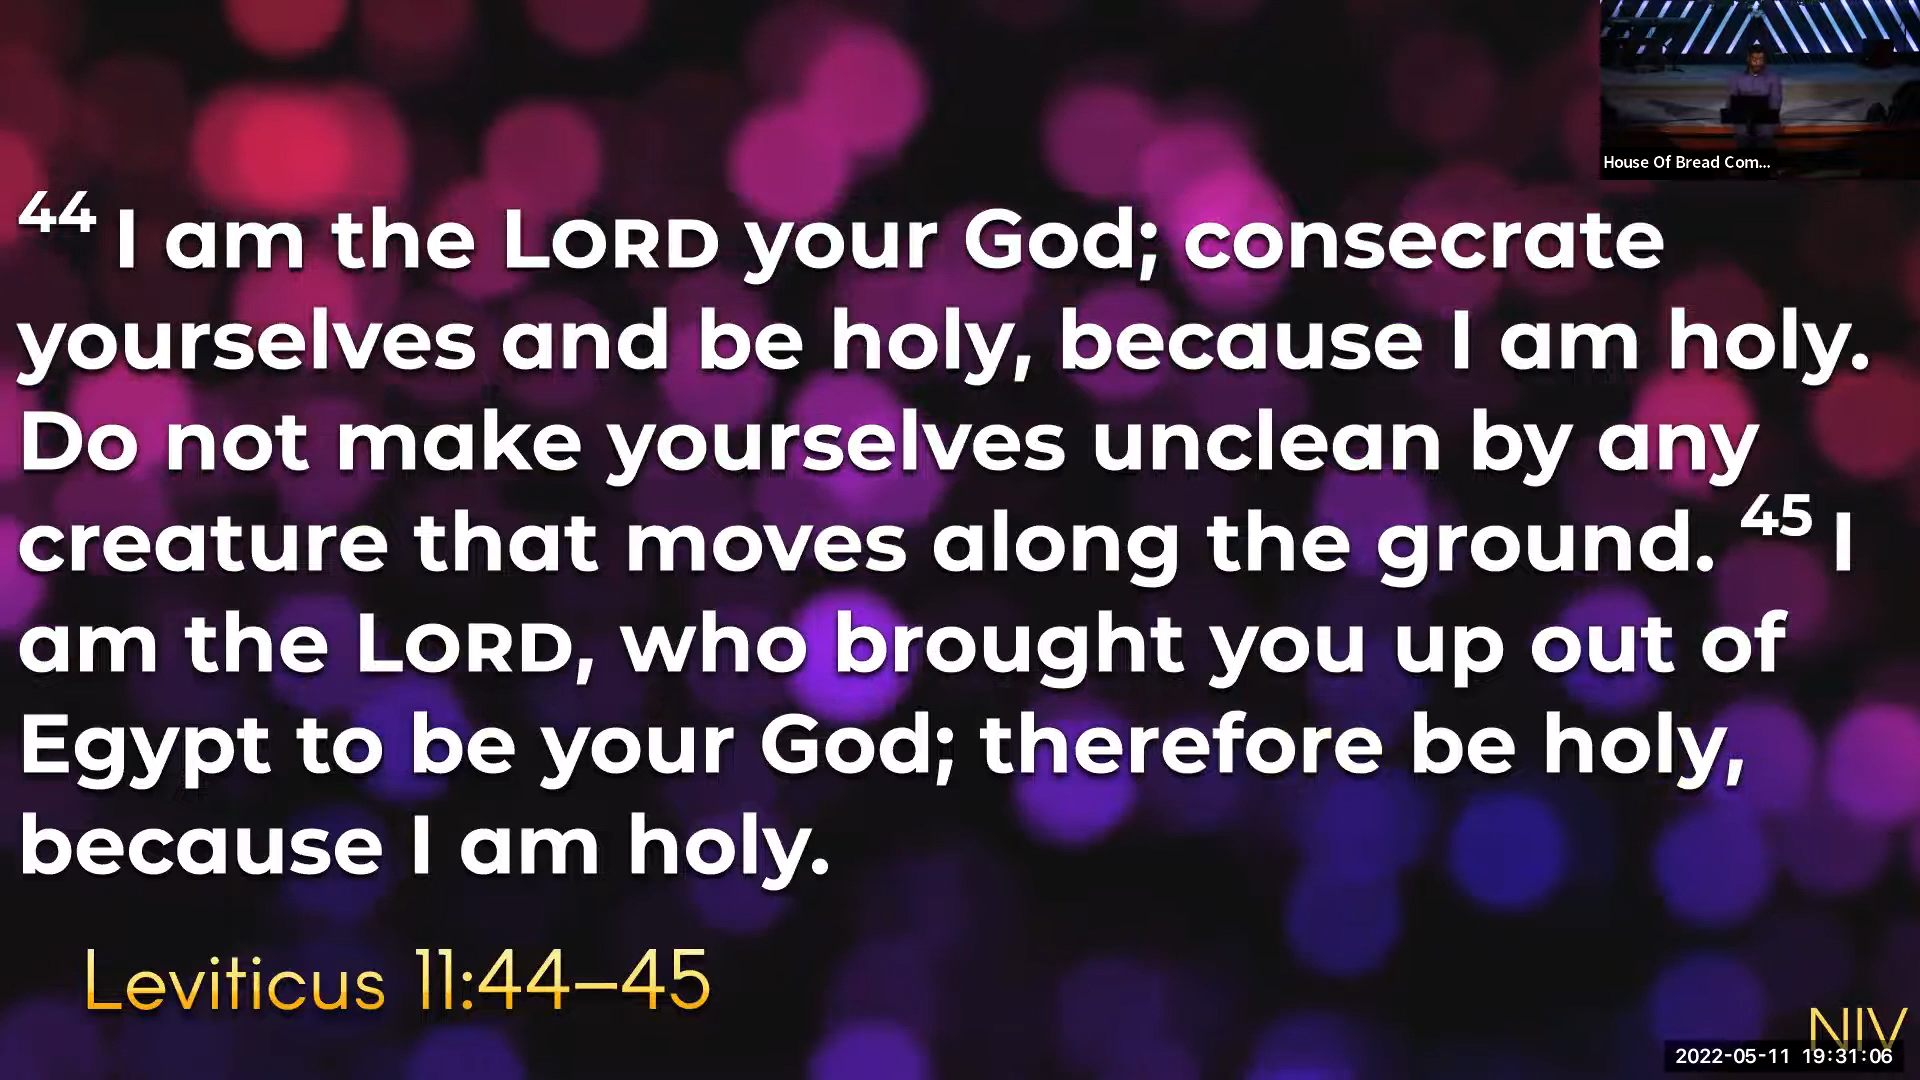 House Of Bread Com...
44 I am the LORD your God; consecrate
yourselves and be holy, because I am holy.
Do not make yourselves unclean by any
creature that moves along the ground. 45 I
am the LORD, who brought you up out of
Egypt to be your God; therefore be holy,
because I am holy.
Leviticus 11:44–45
NIV
2022-05-11 19:31:06